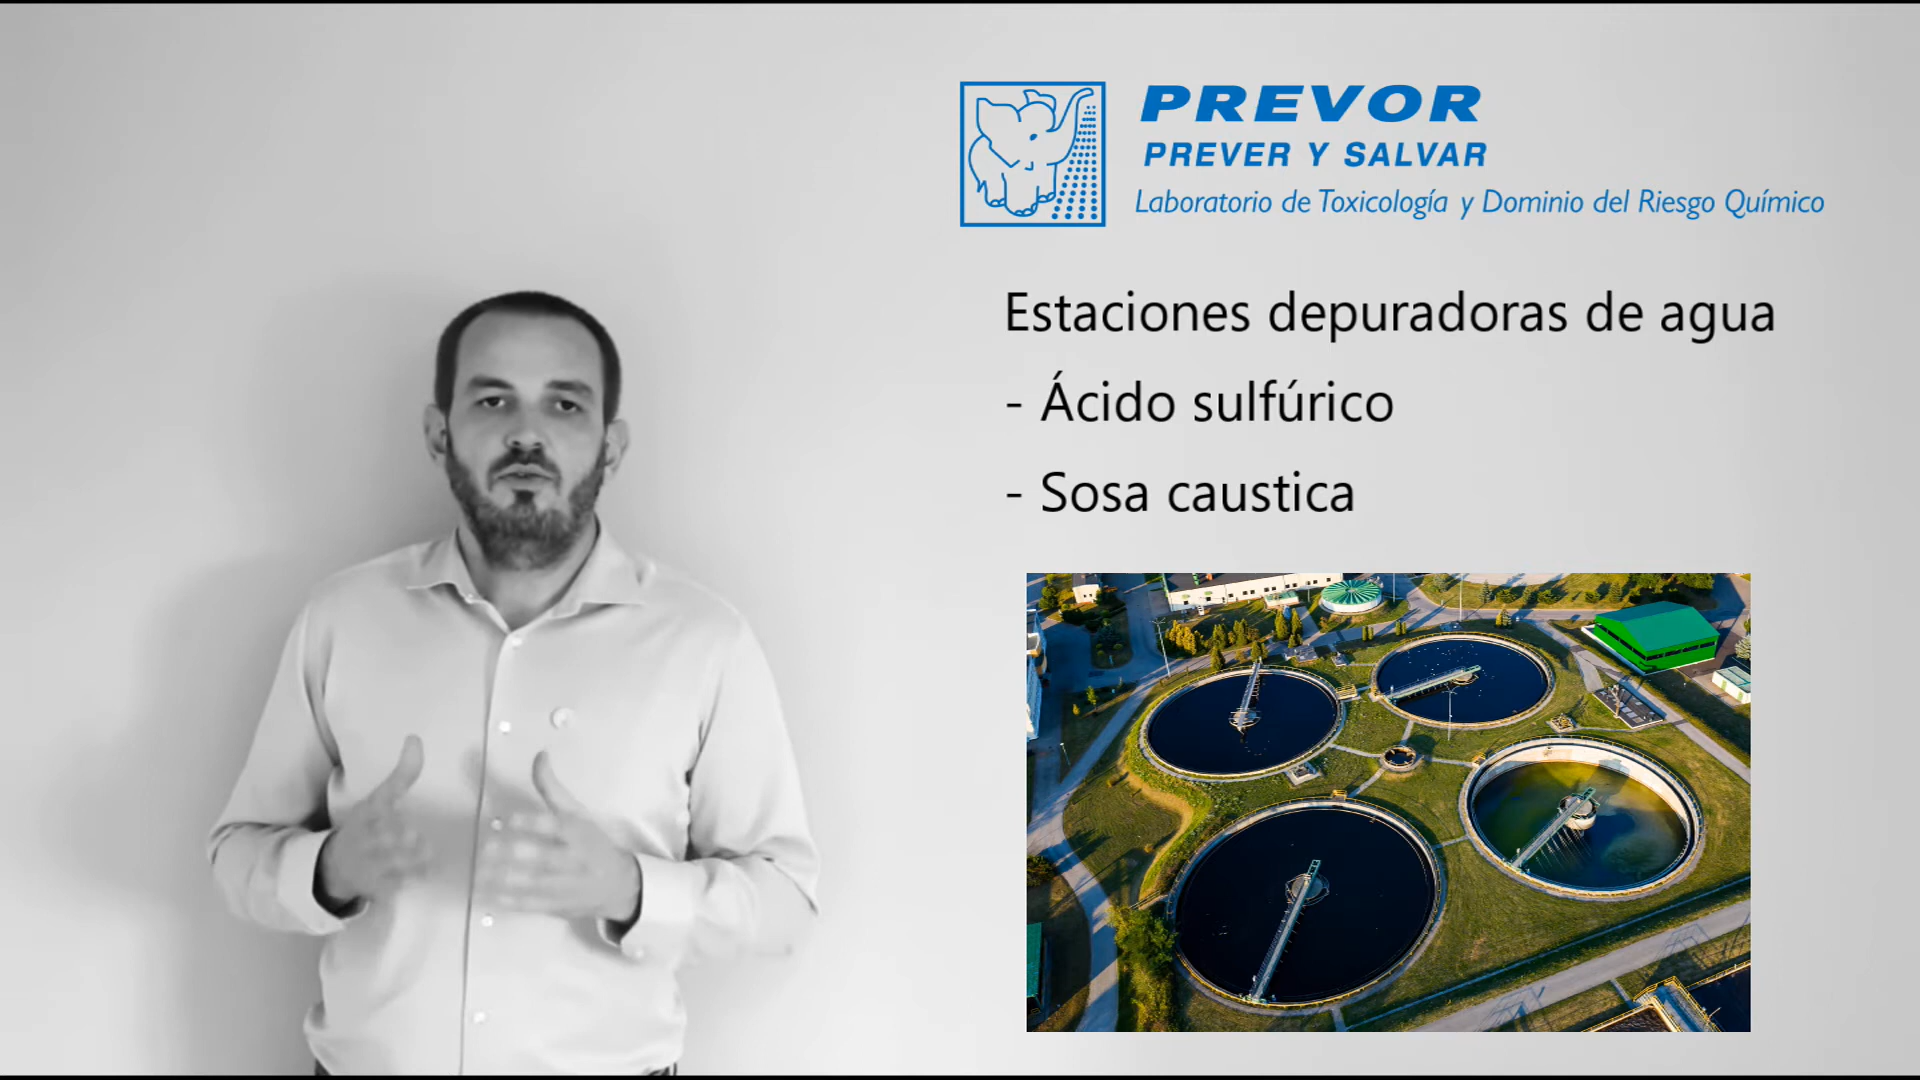 PREVOR
PREVER Y SALVAR
Laboratorio de Toxicología y Dominio del Riesgo Químico
Estaciones depuradoras de agua
- Ácido sulfúrico
- Sosa caustica